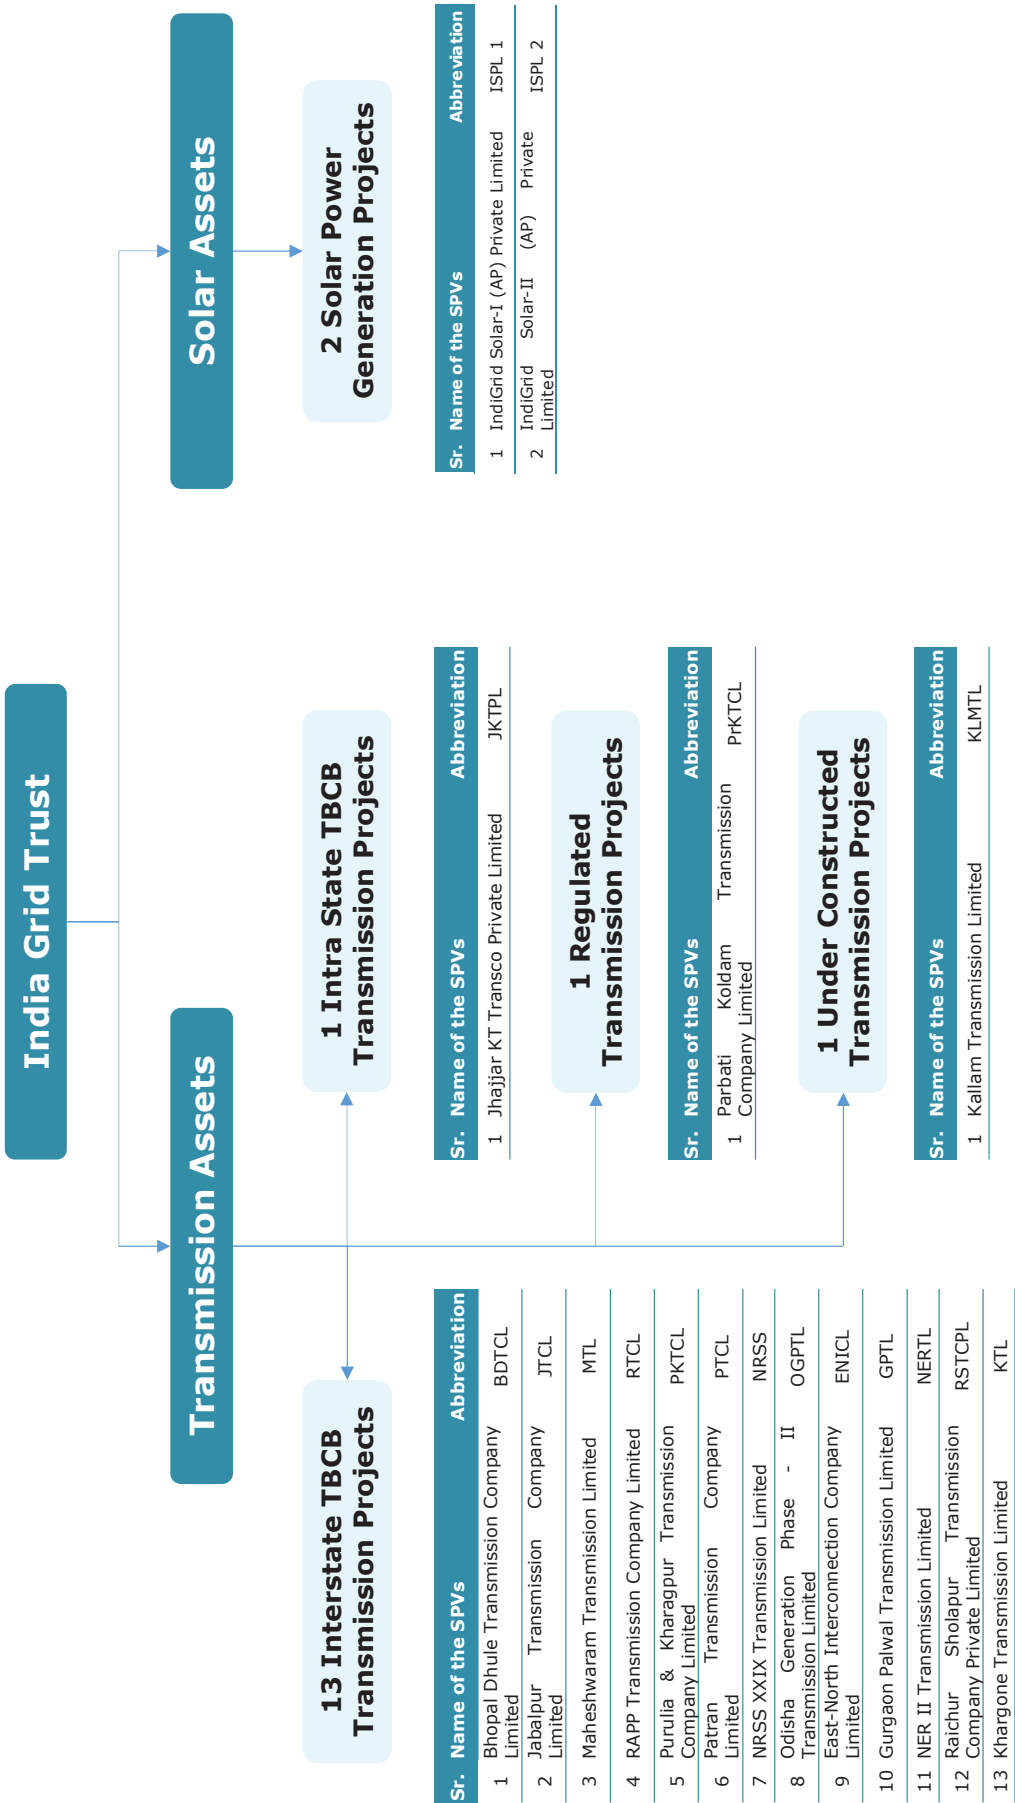 India Grid Trust
Transmission Assets
Solar Assets
13 Interstate TBCB
Transmission Projects
Sr. Name of the SPVs Abbreviation
1 Bhopal Dhule Transmission Company
Limited BDTCL
2 Jabalpur Transmission Company
Limited JTCL
3 Maheshwaram Transmission Limited MTL
4 RAPP Transmission Company Limited RTCL
5 Purulia & Kharagpur Transmission
Company Limited PKTCL
6 Patran Transmission Company
Limited PTCL
7 NRSS XXIX Transmission Limited NRSS
8 Odisha Generation Phase - II
Transmission Limited OGPTL
9 East-North Interconnection Company
Limited ENICL
10 Gurgaon Palwal Transmission Limited GPTL
11 NER II Transmission Limited NERTL
12 Raichur Sholapur Transmission
Company Private Limited RSTCPL
13 Khargone Transmission Limited KTL
1 Intra State TBCB
Transmission Projects
Sr. Name of the SPVs Abbreviation
1 Jhajjar KT Transco Private Limited JKTPL
1 Regulated
Transmission Projects
Sr. Name of the SPVs Abbreviation
1 Parbati Koldam Transmission
Company Limited PrKTCL
1 Under Constructed
Transmission Projects
Sr. Name of the SPVs Abbreviation
1 Kallam Transmission Limited KLMTL
2 Solar Power
Generation Projects
Sr. Name of the SPVs Abbreviation
1 IndiGrid Solar-I (AP) Private Limited ISPL 1
2 IndiGrid Solar-II (AP) Private
Limited ISPL 2